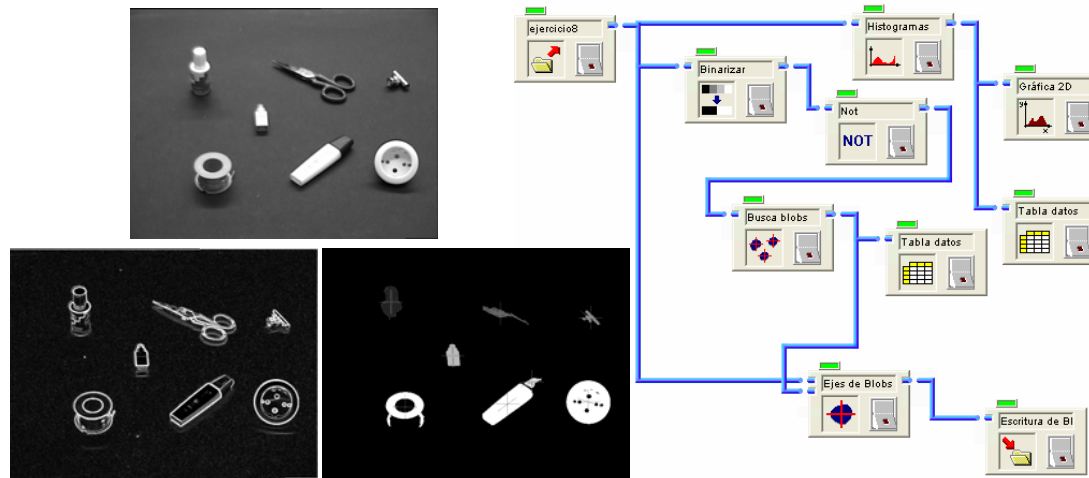 ejercicio8
Histogramas
Binarizar
Gráfica 2D
y
x
Not
NOT
Busca blobs
Tabla datos
Tabla datos
Ejes de Blobs
Escritura de Bl